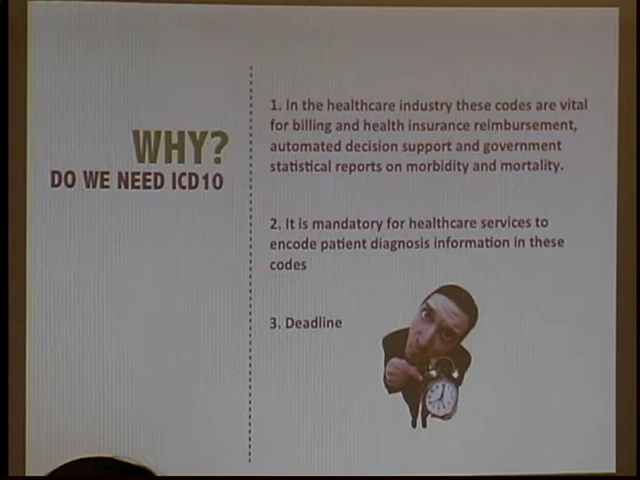 WHY?
DO WE NEED ICD10
1. In the healthcare industry these codes are vital
for billing and health insurance reimbursement,
automated decision support and government
statistical reports on morbidity and mortality.
2. It is mandatory for healthcare services to
encode patient diagnosis information in these
codes
3. Deadline